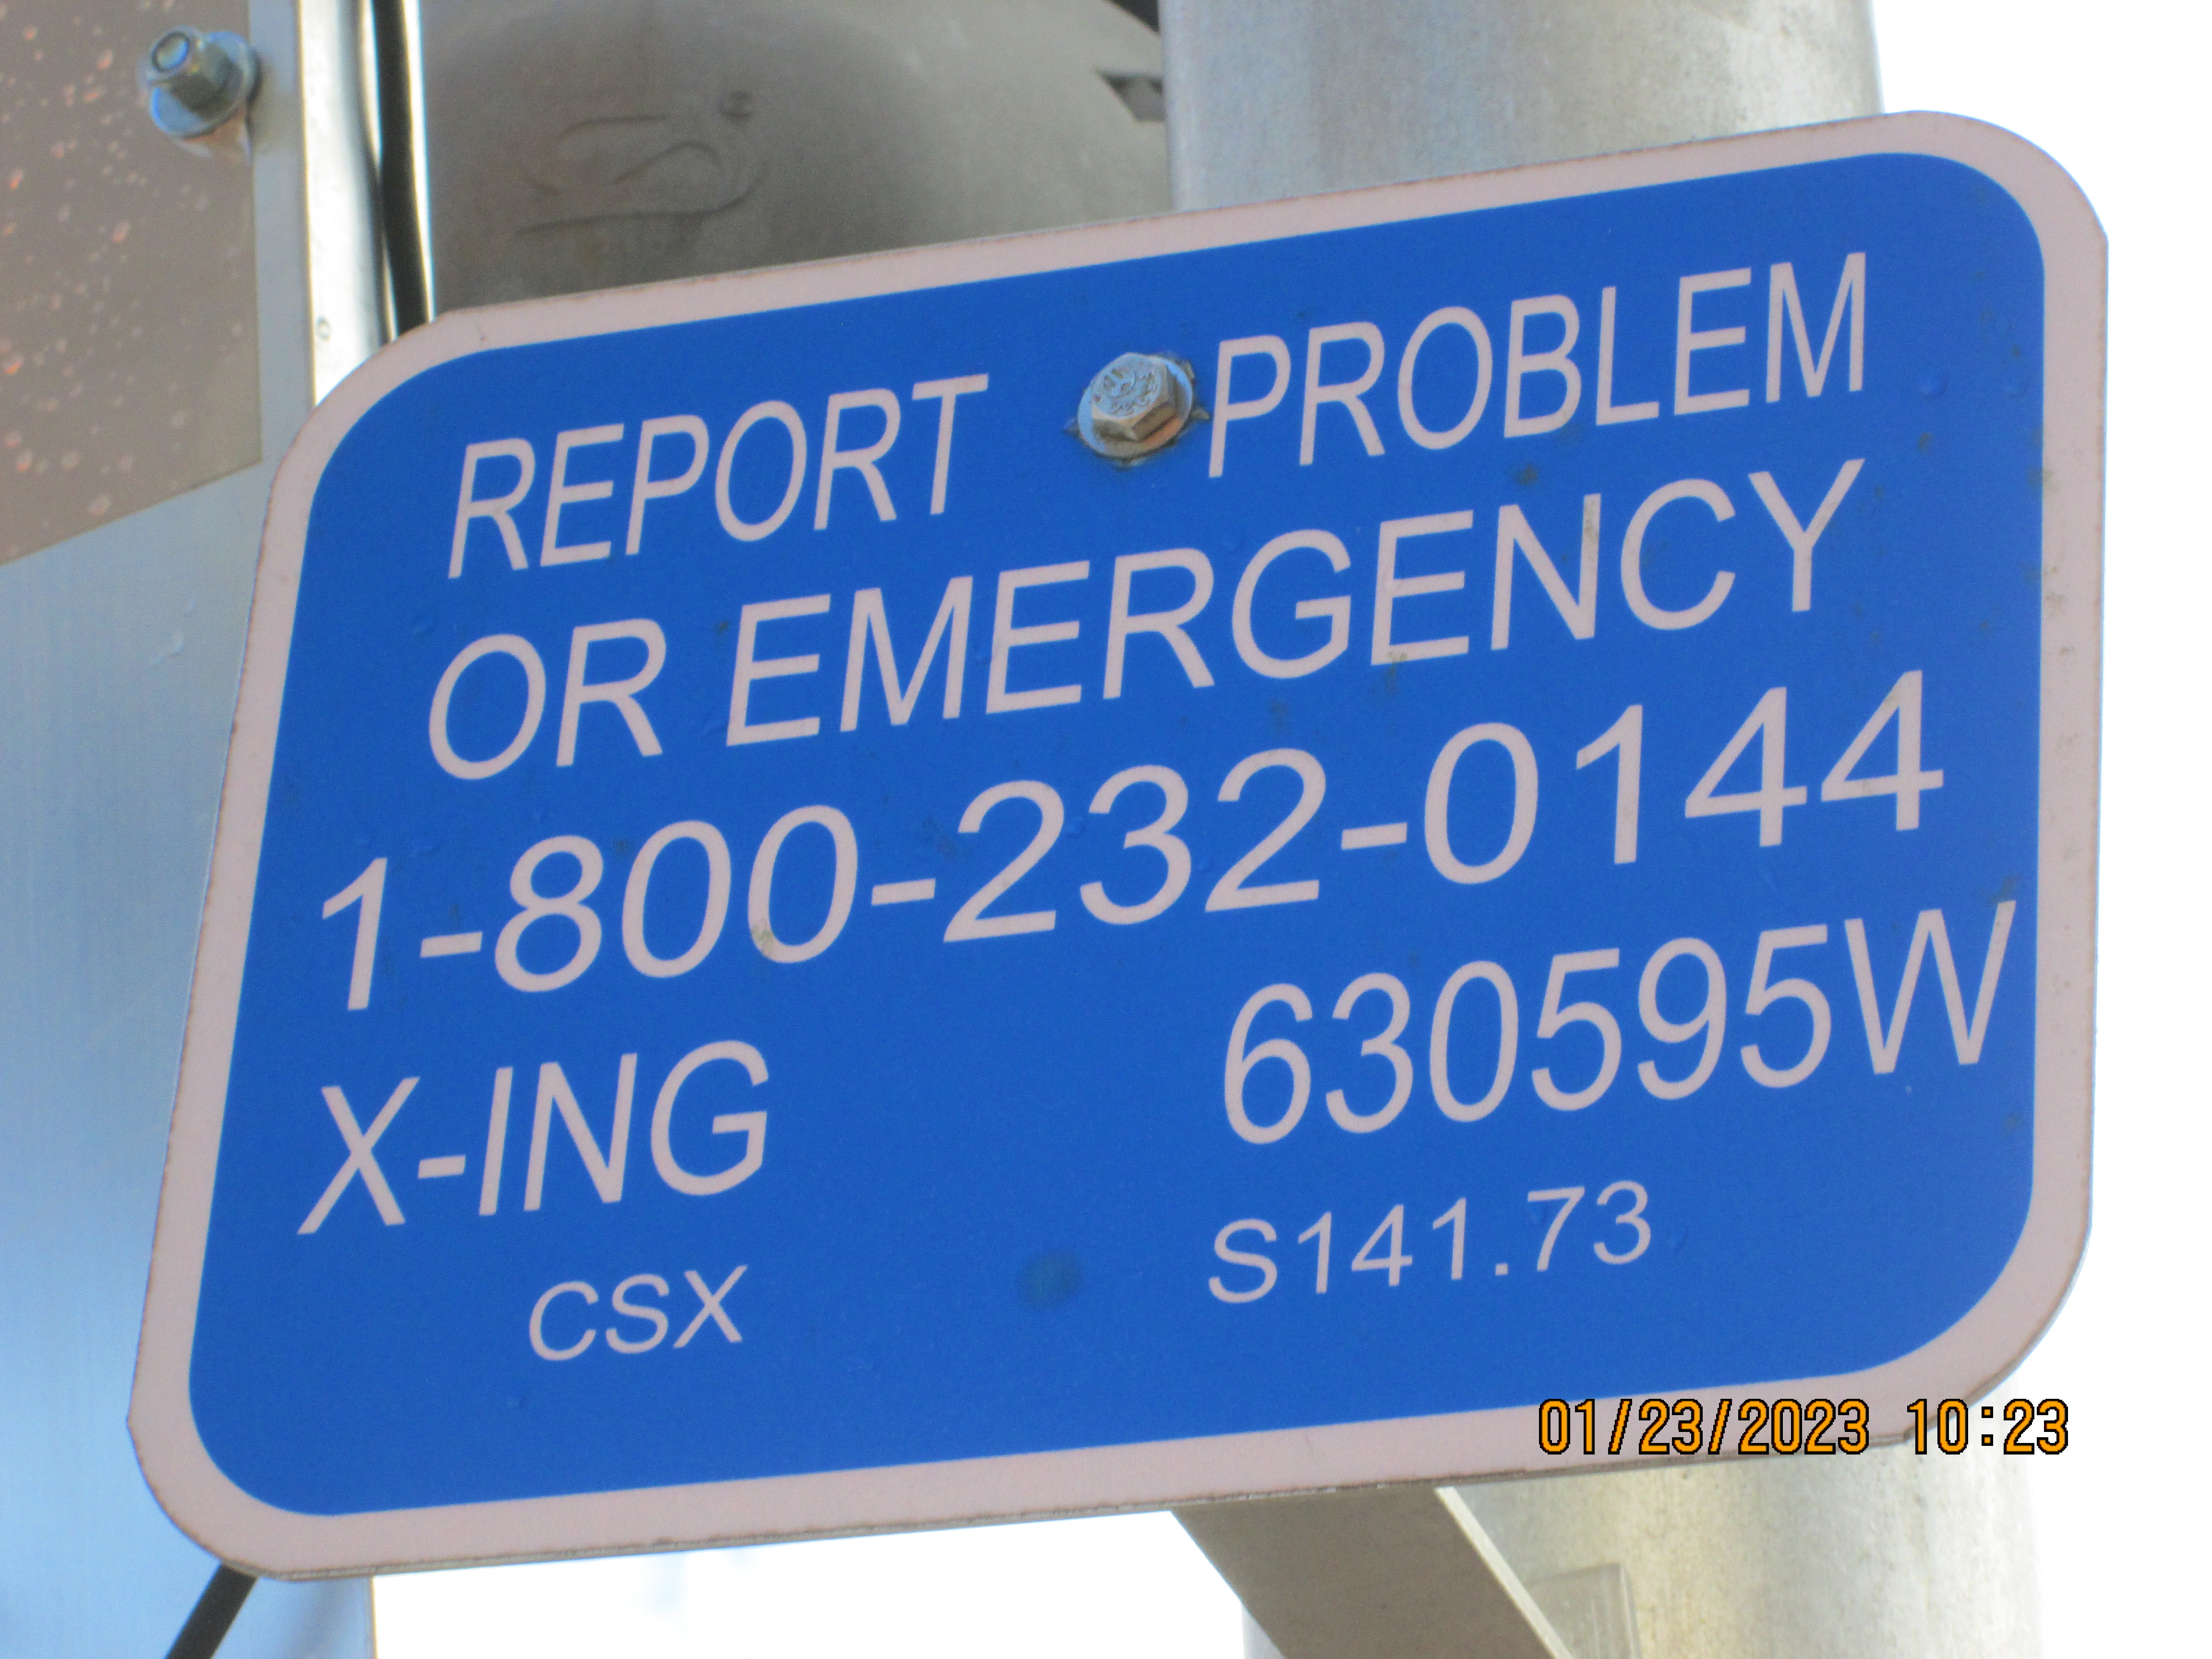 REPORT PROBLEM
OR EMERGENCY
1-800-232-0144
X-ING 630595W
CSX S141.73
01/23/2023 10:23